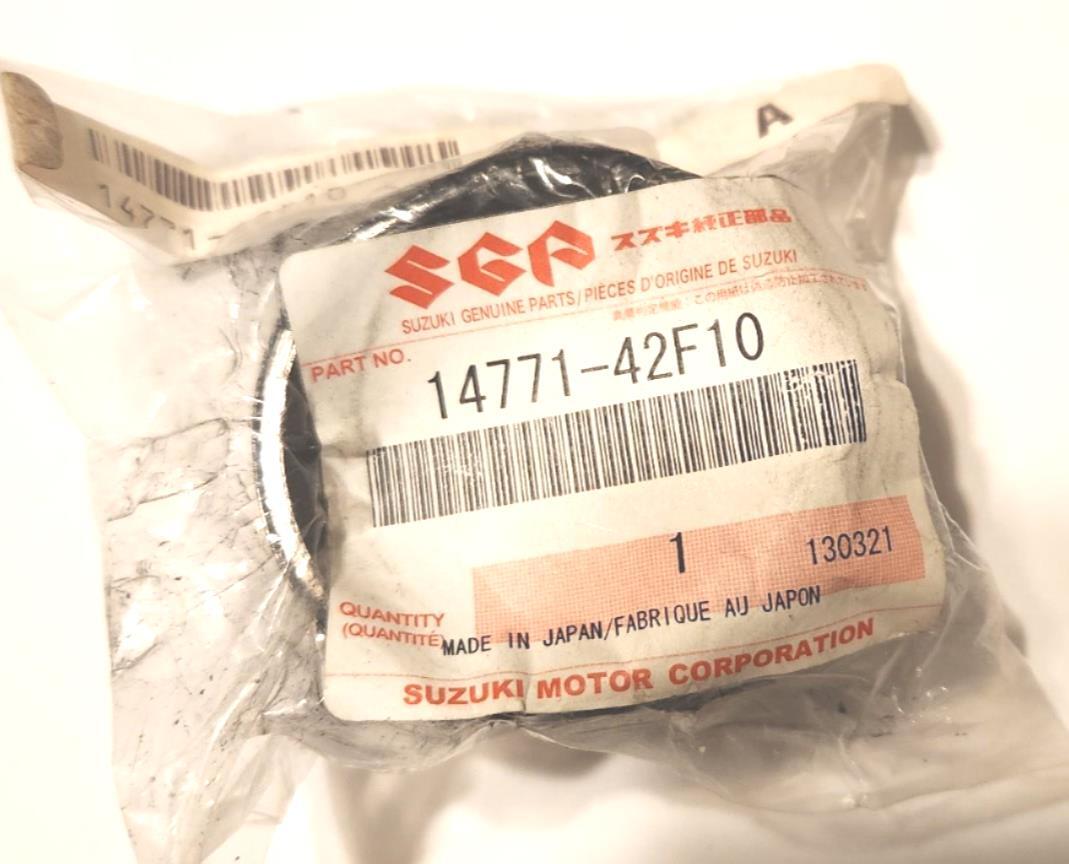 A
14771-
SGP スズキ純正部品
SUZUKI GENUINE PARTS/PIÈCES D'ORIGINE DE SUZUKI
PART NO.
14771-42F10
1
130321
QUANTITY
(QUANTITÉ)
MADE IN JAPAN/FABRIQUE AU JAPON
SUZUKI MOTOR CORPORATION